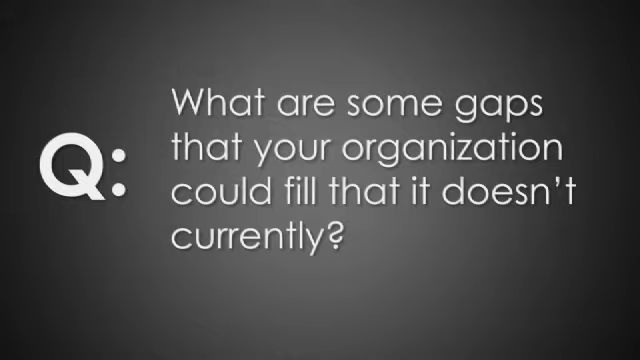 Q:
What are some gaps
that your organization
could fill that it doesn't
currently?